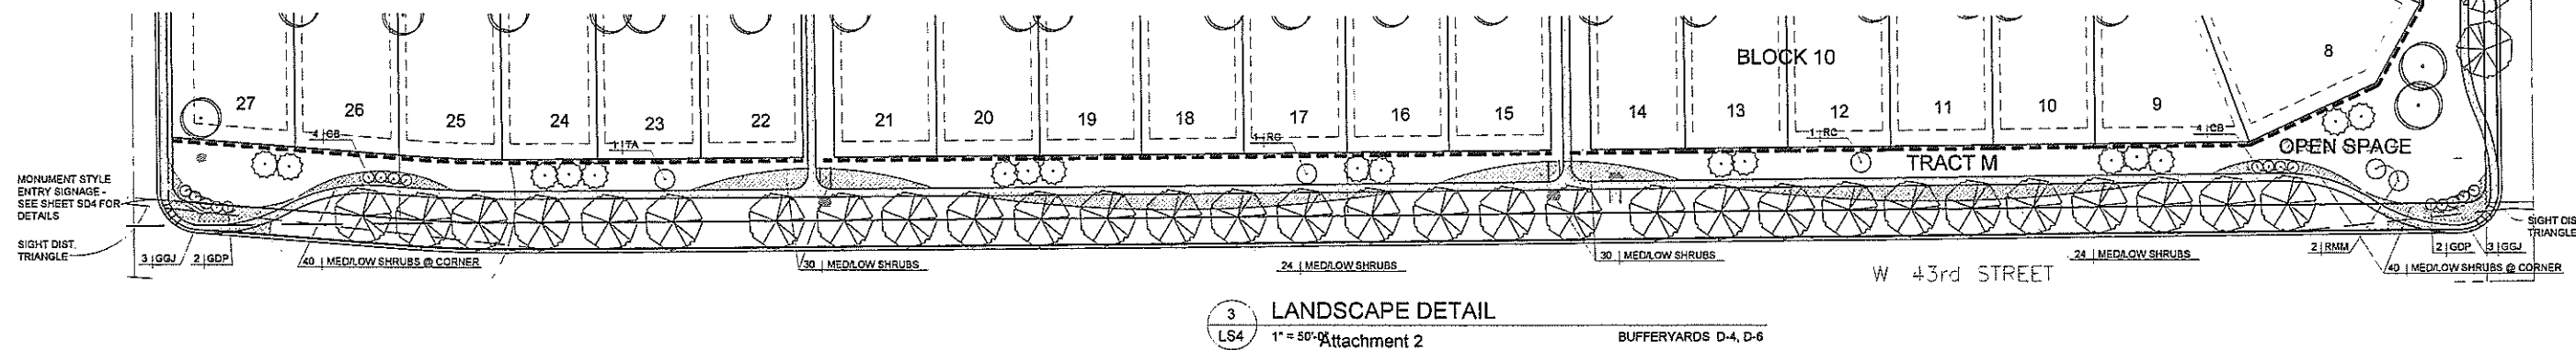 BLOCK 10
8
27
26
25
24
23
22
21
20
19
18
17
16
15
14
13
12
11
10
9
4 | CB
1 | TA
1 | RC
1 | RC
4 | CB
OPEN SPACE
TRACT M
MONUMENT STYLE
ENTRY SIGNAGE -
SEE SHEET SD4 FOR
DETAILS
SIGHT DIST.
TRIANGLE
3 | GGJ
2 | GDP
40 | MED/LOW SHRUBS @ CORNER
30 | MED/LOW SHRUBS
24 | MED/LOW SHRUBS
30 | MED/LOW SHRUBS
24 | MED/LOW SHRUBS
2 | RMM
2 | GDP
3 | GGJ
40 | MED/LOW SHRUBS @ CORNER
SIGHT DIS
TRIANGLE
W 43rd STREET
3
LS4
LANDSCAPE DETAIL
1" = 50'-0"
Attachment 2
BUFFERYARDS D-4, D-6